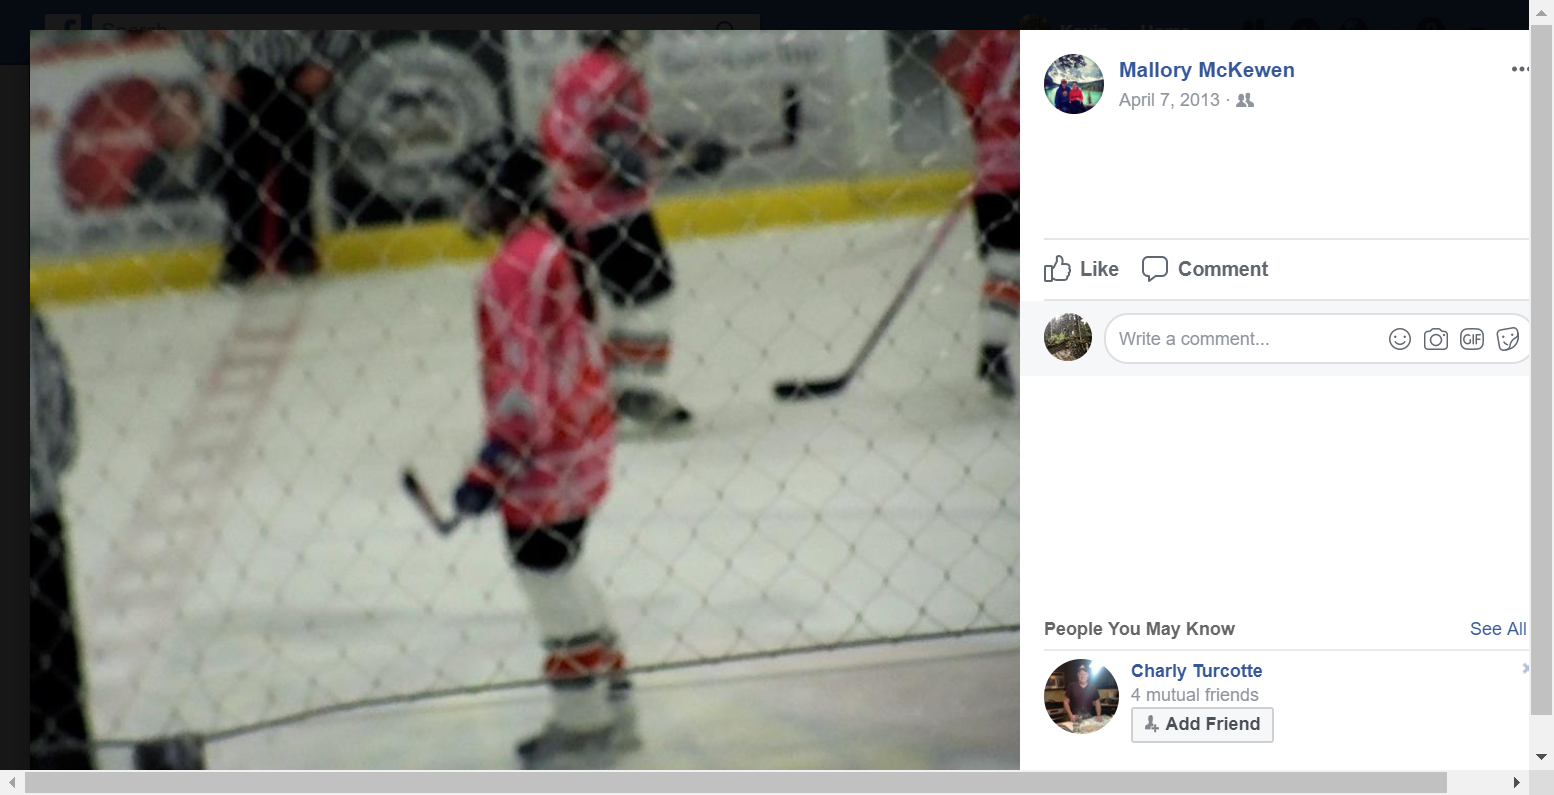 Search
Mallory McKewen
April 7, 2013 ·
Like
Comment
Write a comment...
GIF
People You May Know
See All
Charly Turcotte
4 mutual friends
Add Friend